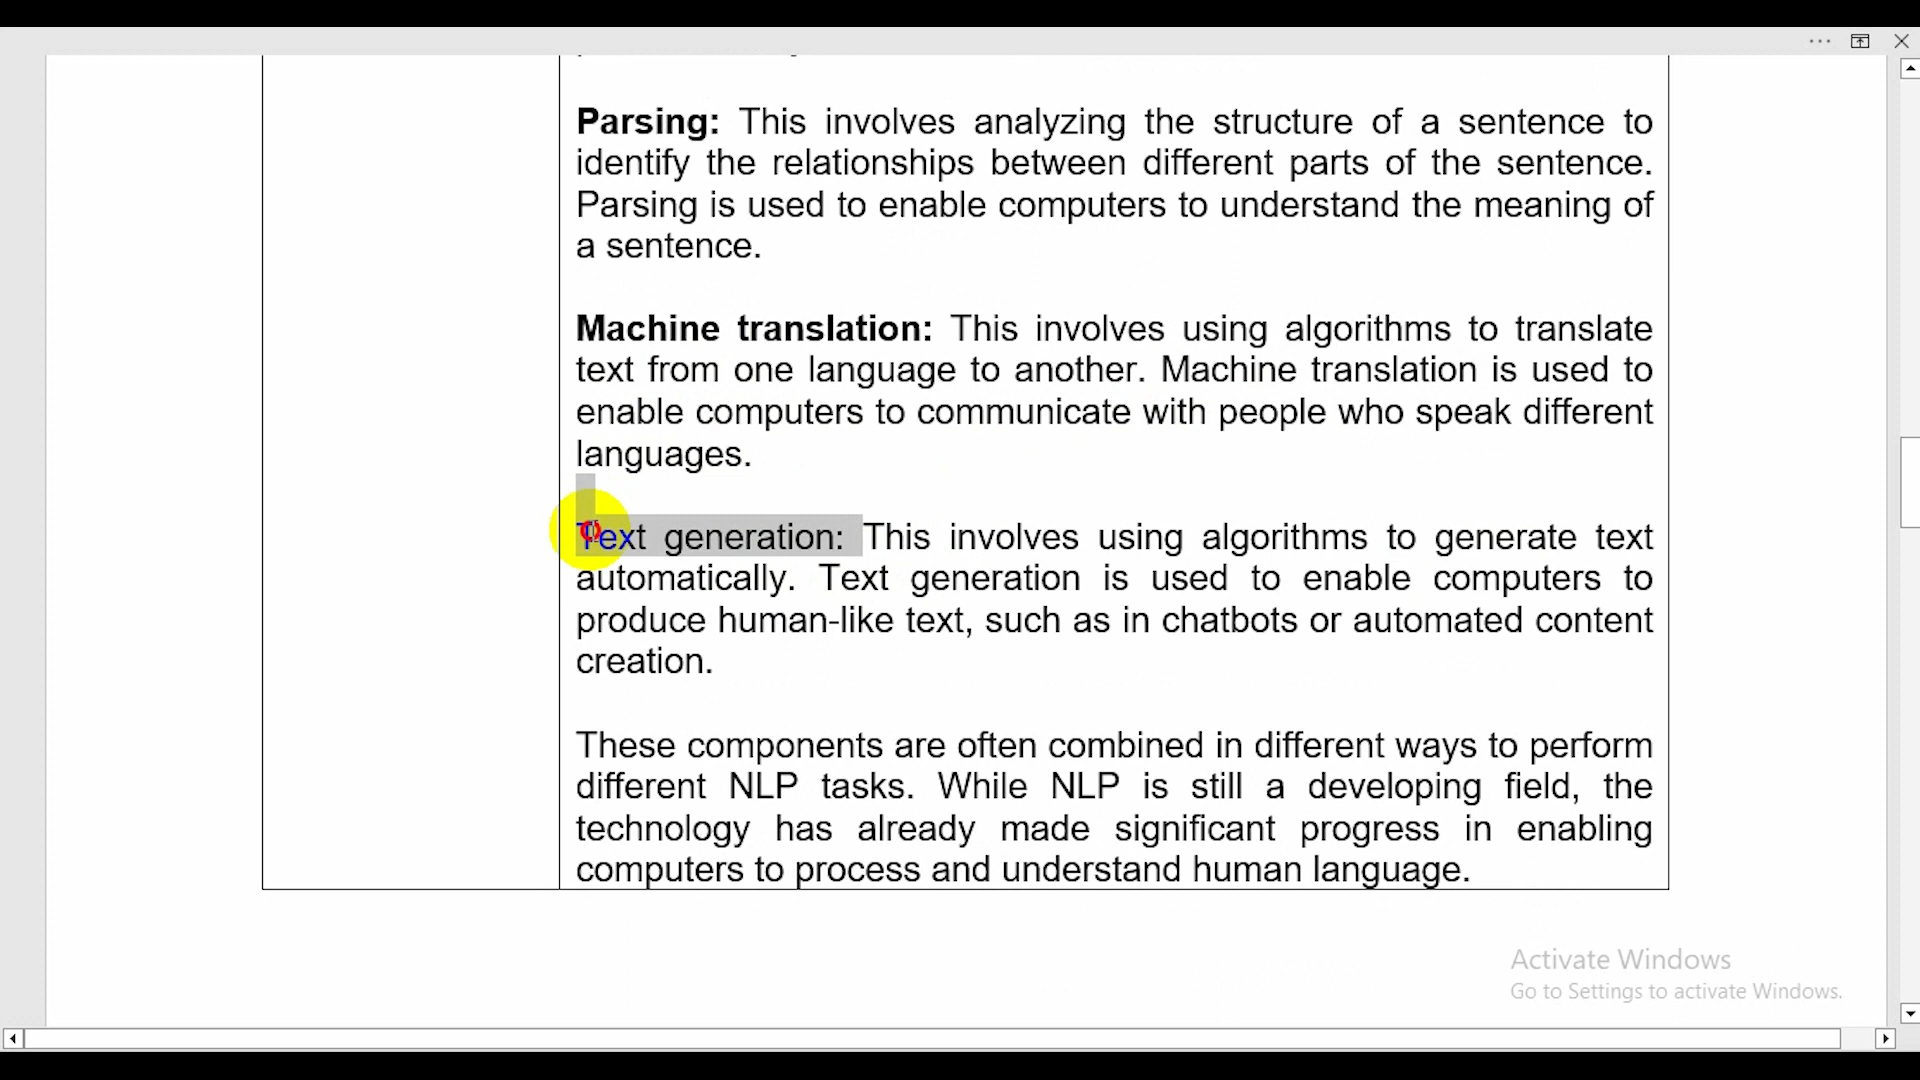 Parsing: This involves analyzing the structure of a sentence to
identify the relationships between different parts of the sentence.
Parsing is used to enable computers to understand the meaning of
a sentence.
Machine translation: This involves using algorithms to translate
text from one language to another. Machine translation is used to
enable computers to communicate with people who speak different
languages.
Text generation: This involves using algorithms to generate text
automatically. Text generation is used to enable computers to
produce human-like text, such as in chatbots or automated content
creation.
These components are often combined in different ways to perform
different NLP tasks. While NLP is still a developing field, the
technology has already made significant progress in enabling
computers to process and understand human language.
Activate Windows
Go to Settings to activate Windows.